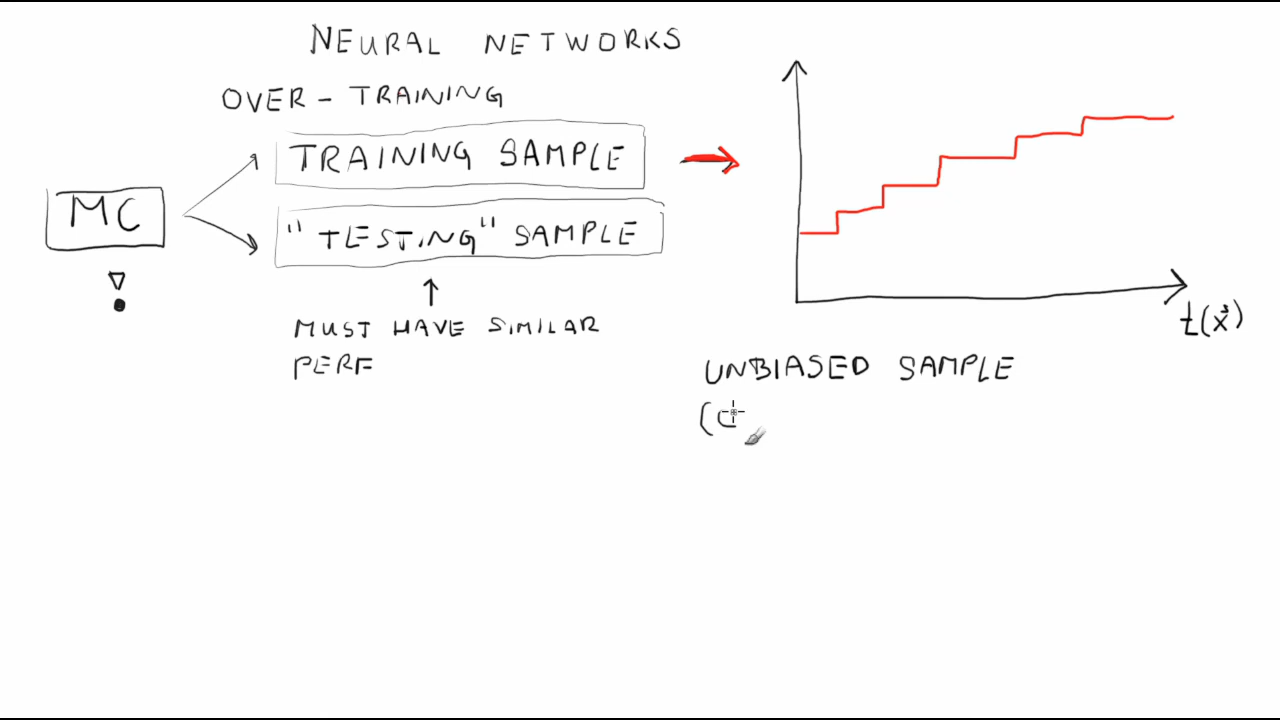 NEURAL NETWORKS
OVER - TRAINING
MC
TRAINING SAMPLE
"TESTING" SAMPLE
MUST HAVE SIMILAR
PERF
t(x⃗)
UNBIASED SAMPLE
(C